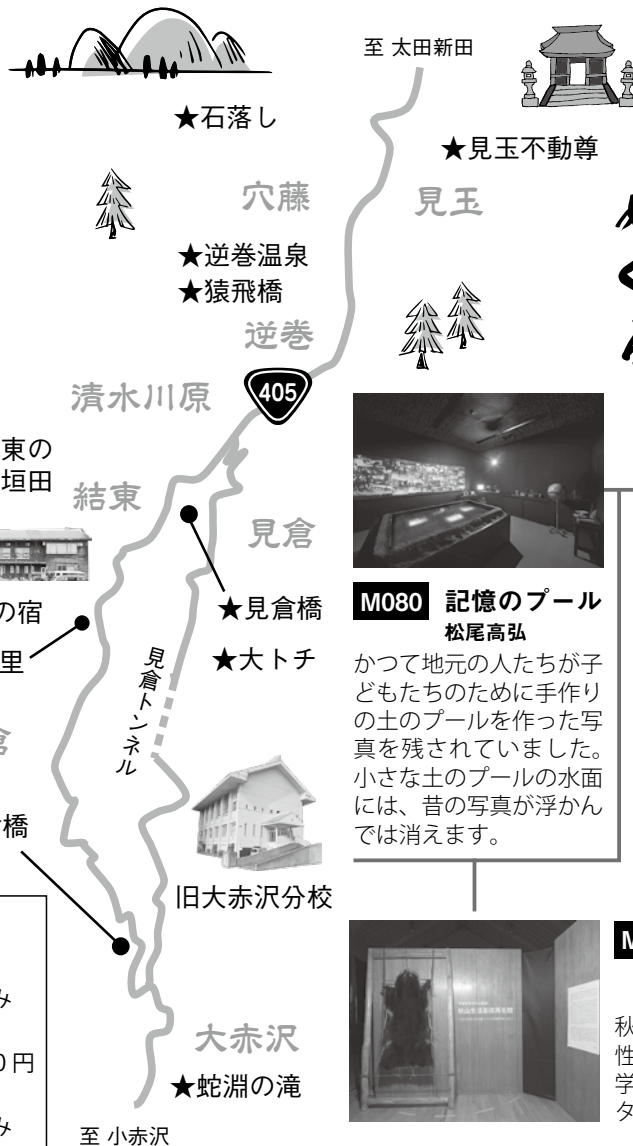 至 太田新田
★石落し
★見玉不動尊
穴藤
見玉
★逆巻温泉
★猿飛橋
逆巻
405
清水川原
東の
垣田
結東
見倉
の宿
里
★見倉橋
★大トチ
見倉トンネル
倉
橋
旧大赤沢分校
M080 記憶のプール
松尾高弘
かつて地元の人たちが子
どもたちのために手作り
の土のプールを作った写
真を残されていました。
小さな土のプールの水面
には、昔の写真が浮かん
では消えます。
み
0円
み
大赤沢
★蛇淵の滝
至 小赤沢
M
秋
性
学
タ